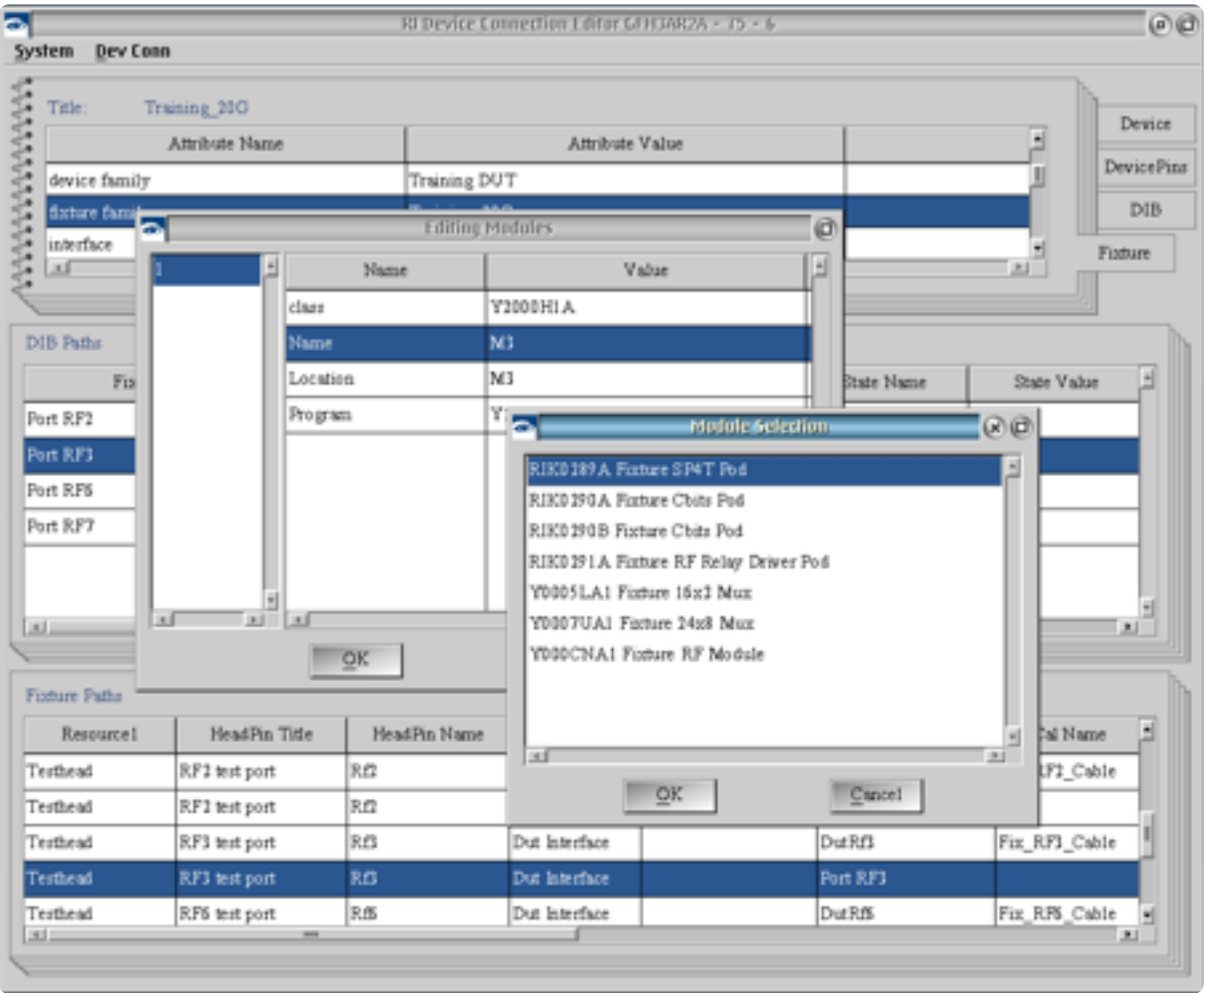 RI Device Connection Editor
System Dev Conn
Title: Training_20G
Attribute Name Attribute Value
device family Training DUT
fixture
interface
Device
DevicePins
DIB
Fixture
Editing Modules
1
Name Value
class Y2000H1A
Name M3
Location M3
Program
OK
DIB Paths
State Name State Value
Port RF2
Port RF3
Port RF6
Port RF7
Module Selection
RIK0289A Fixture SP4T Pod
RIK0290A Fixture Cbits Pod
RIK0290B Fixture Cbits Pod
RIK0291A Fixture RF Relay Driver Pod
Y0005LA1 Fixture 16x2 Mux
Y0007UA1 Fixture 24x8 Mux
Y000CNA1 Fixture RF Module
OK Cancel
Fixture Paths
Resource1 HeadPin Title HeadPin Name Cal Name
Testhead RF2 test port Rf2
Testhead RF2 test port Rf2
Testhead RF3 test port Rf3 Dut Interface DutRf3 Fix_RF3_Cable
Testhead RF3 test port Rf3 Dut Interface Port RF3
Testhead RF6 test port Rf6 Dut Interface DutRf6 Fix_RF6_Cable